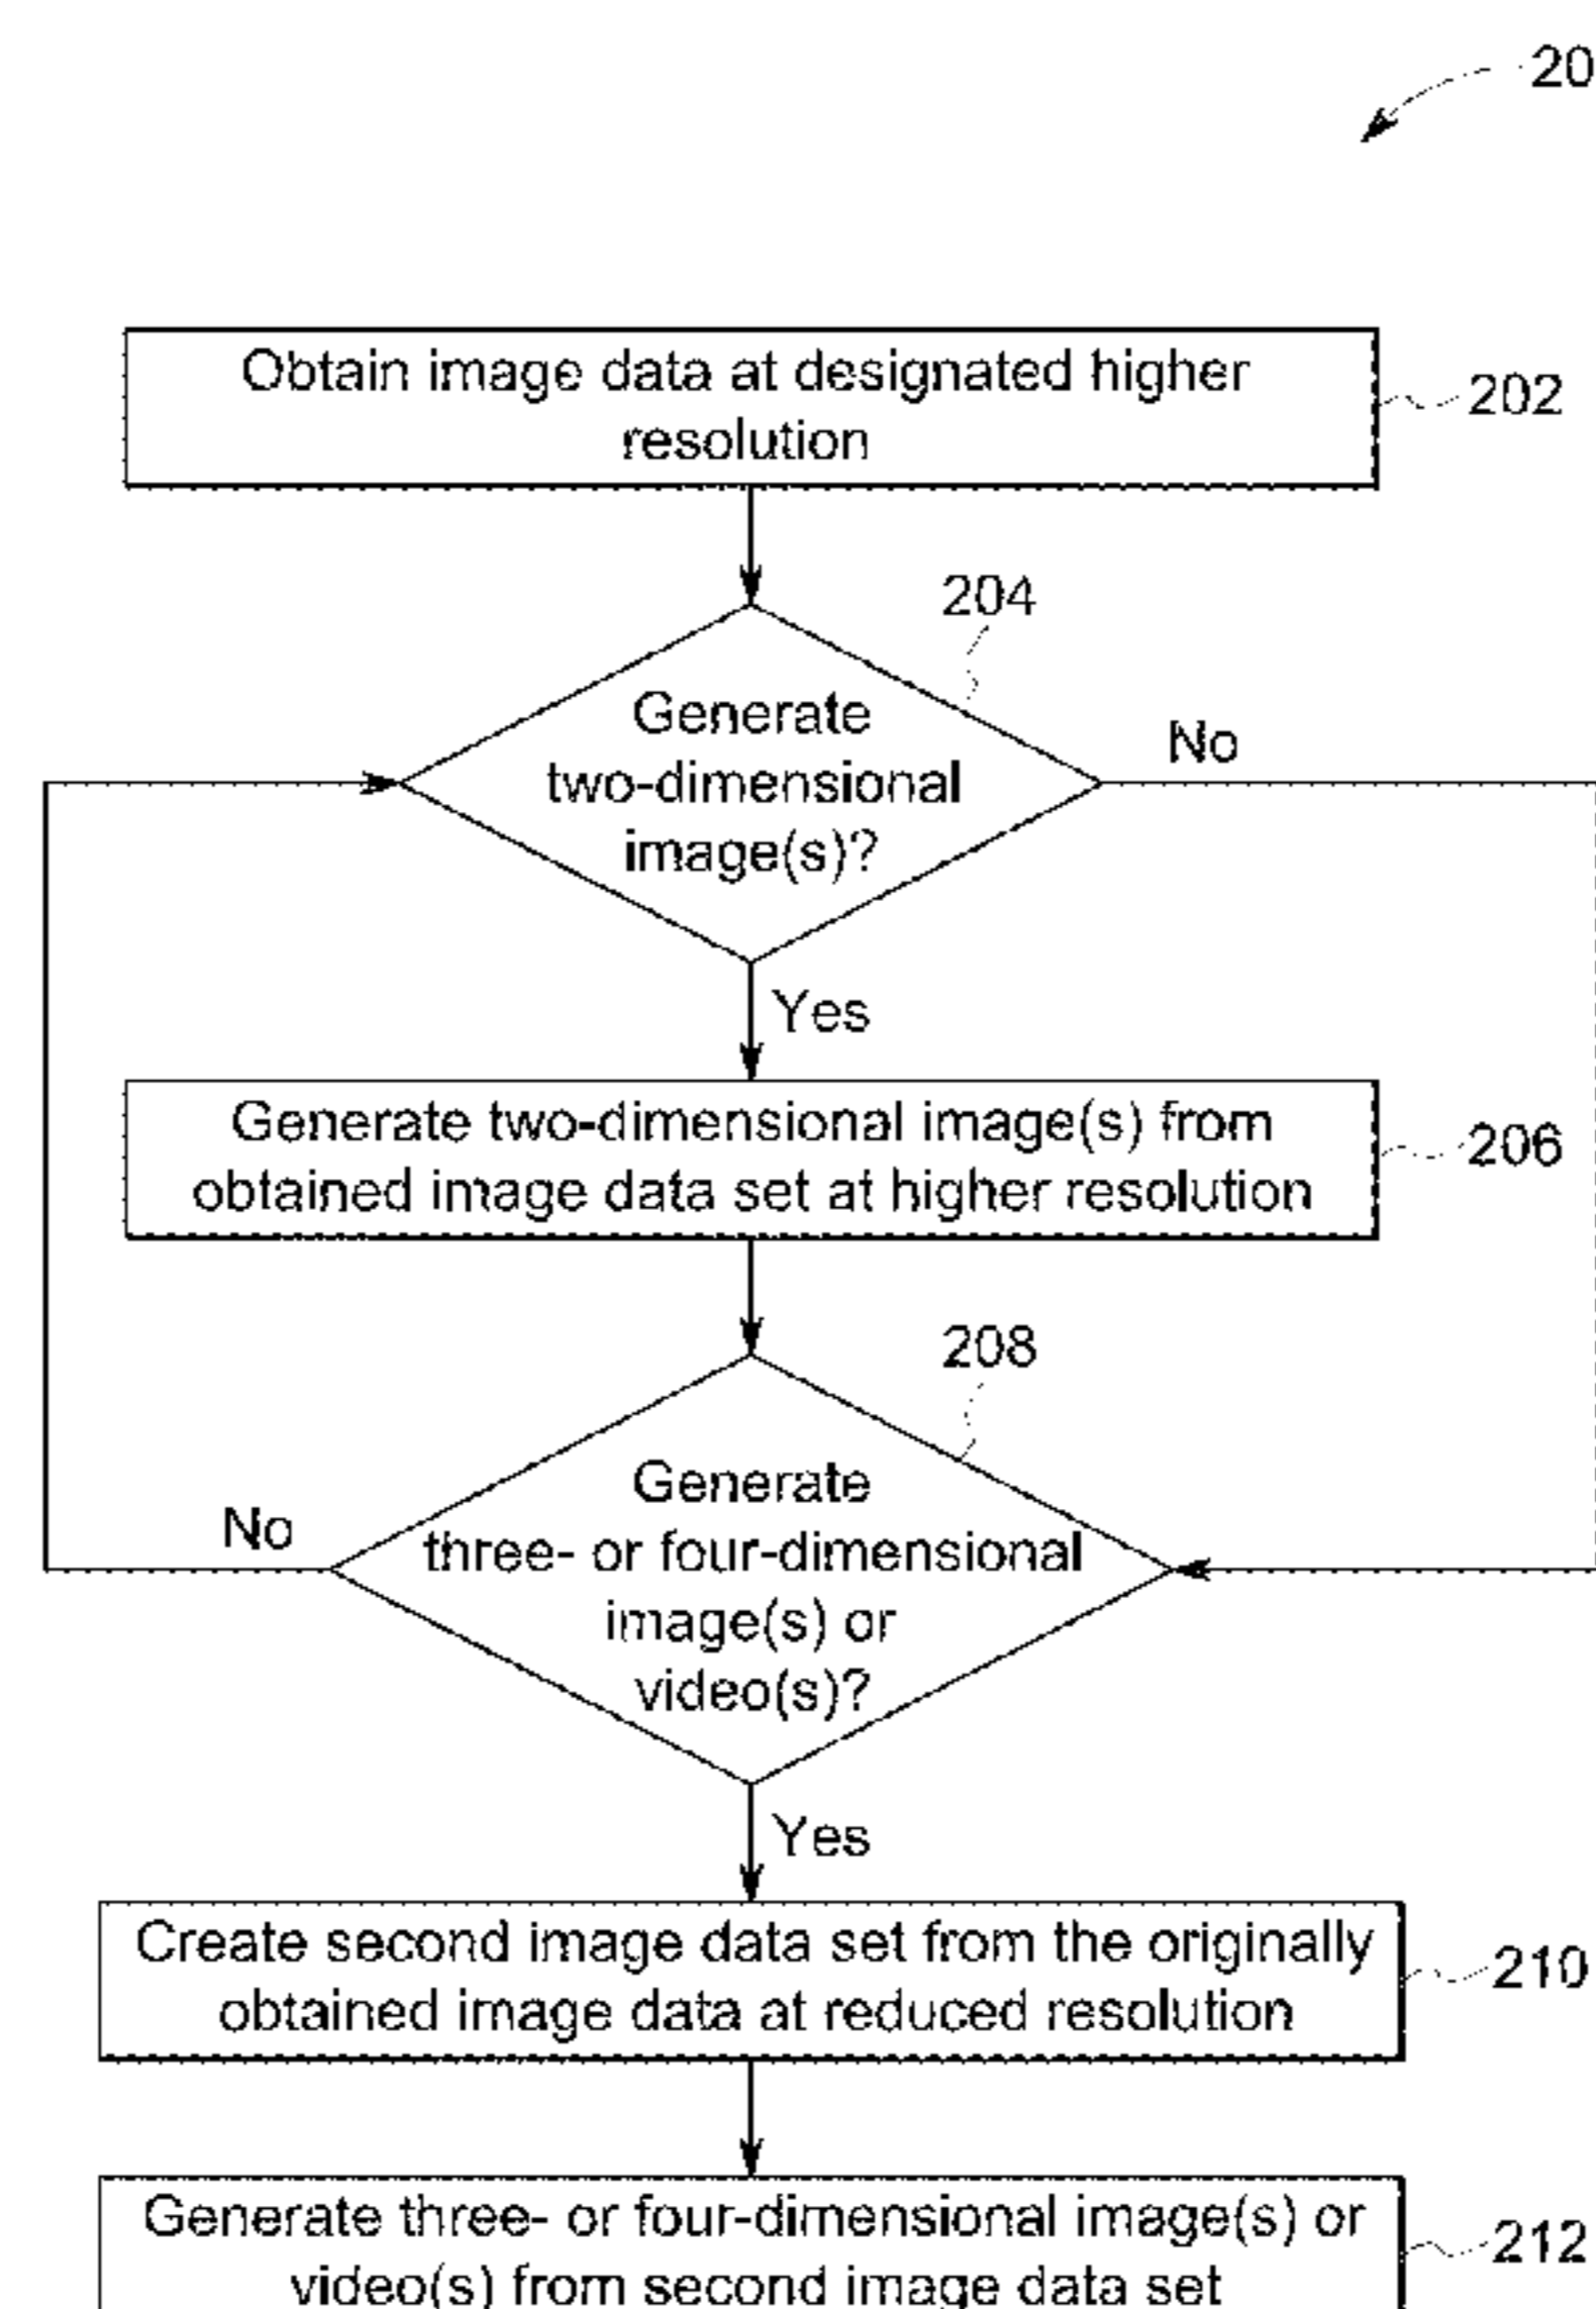 20
Obtain image data at designated higher
resolution
202
204
Generate
two-dimensional
image(s)?
No
Yes
Generate two-dimensional image(s) from
obtained image data set at higher resolution
206
208
Generate
three- or four-dimensional
image(s) or
video(s)?
No
Yes
Create second image data set from the originally
obtained image data at reduced resolution
210
Generate three- or four-dimensional image(s) or
video(s) from second image data set
212